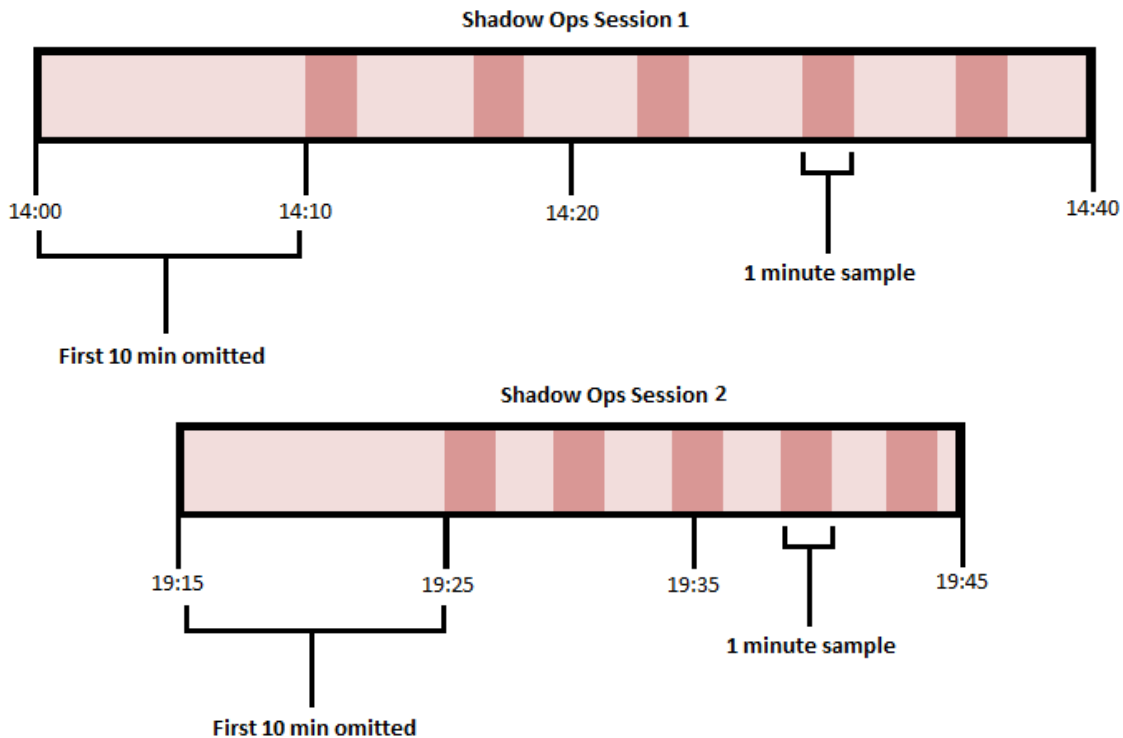 Shadow Ops Session 1
14:00
14:10
14:20
14:40
1 minute sample
First 10 min omitted
Shadow Ops Session 2
19:15
19:25
19:35
19:45
1 minute sample
First 10 min omitted